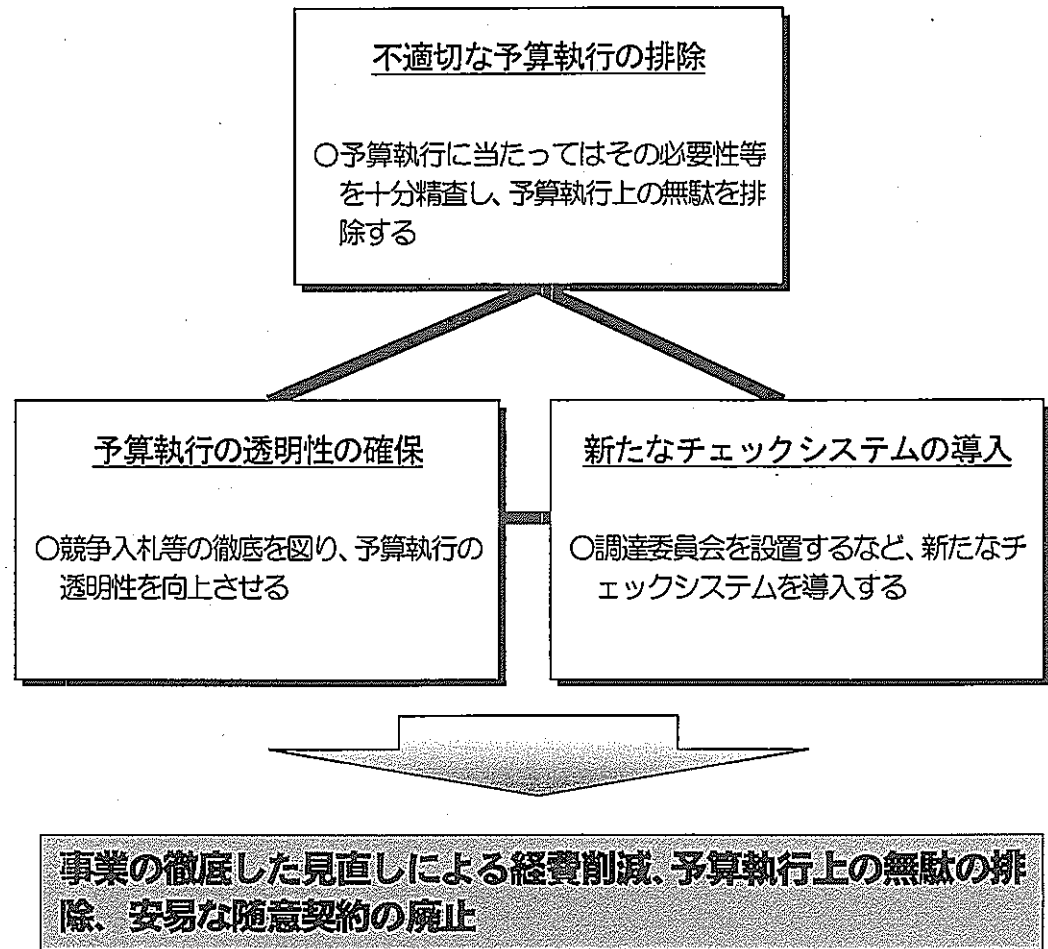 不適切な予算執行の排除
○予算執行に当たってはその必要性等
を十分精査し、予算執行上の無駄を排
除する
予算執行の透明性の確保
○競争入札等の徹底を図り、予算執行の
透明性を向上させる
新たなチェックシステムの導入
○調達委員会を設置するなど、新たなチ
ェックシステムを導入する
事業の徹底した見直しによる経費削減、予算執行上の無駄の排
除、安易な随意契約の廃止